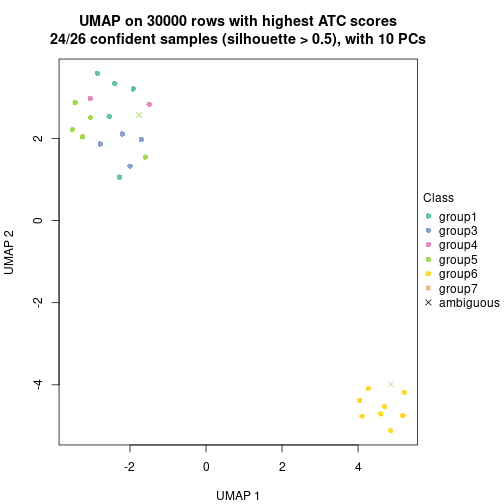 UMAP on 30000 rows with highest ATC scores
24/26 confident samples (silhouette > 0.5), with 10 PCs
UMAP 2
2
0
-2
-4
-2
0
2
4
UMAP 1
Class
group1
group3
group4
group5
group6
group7
ambiguous